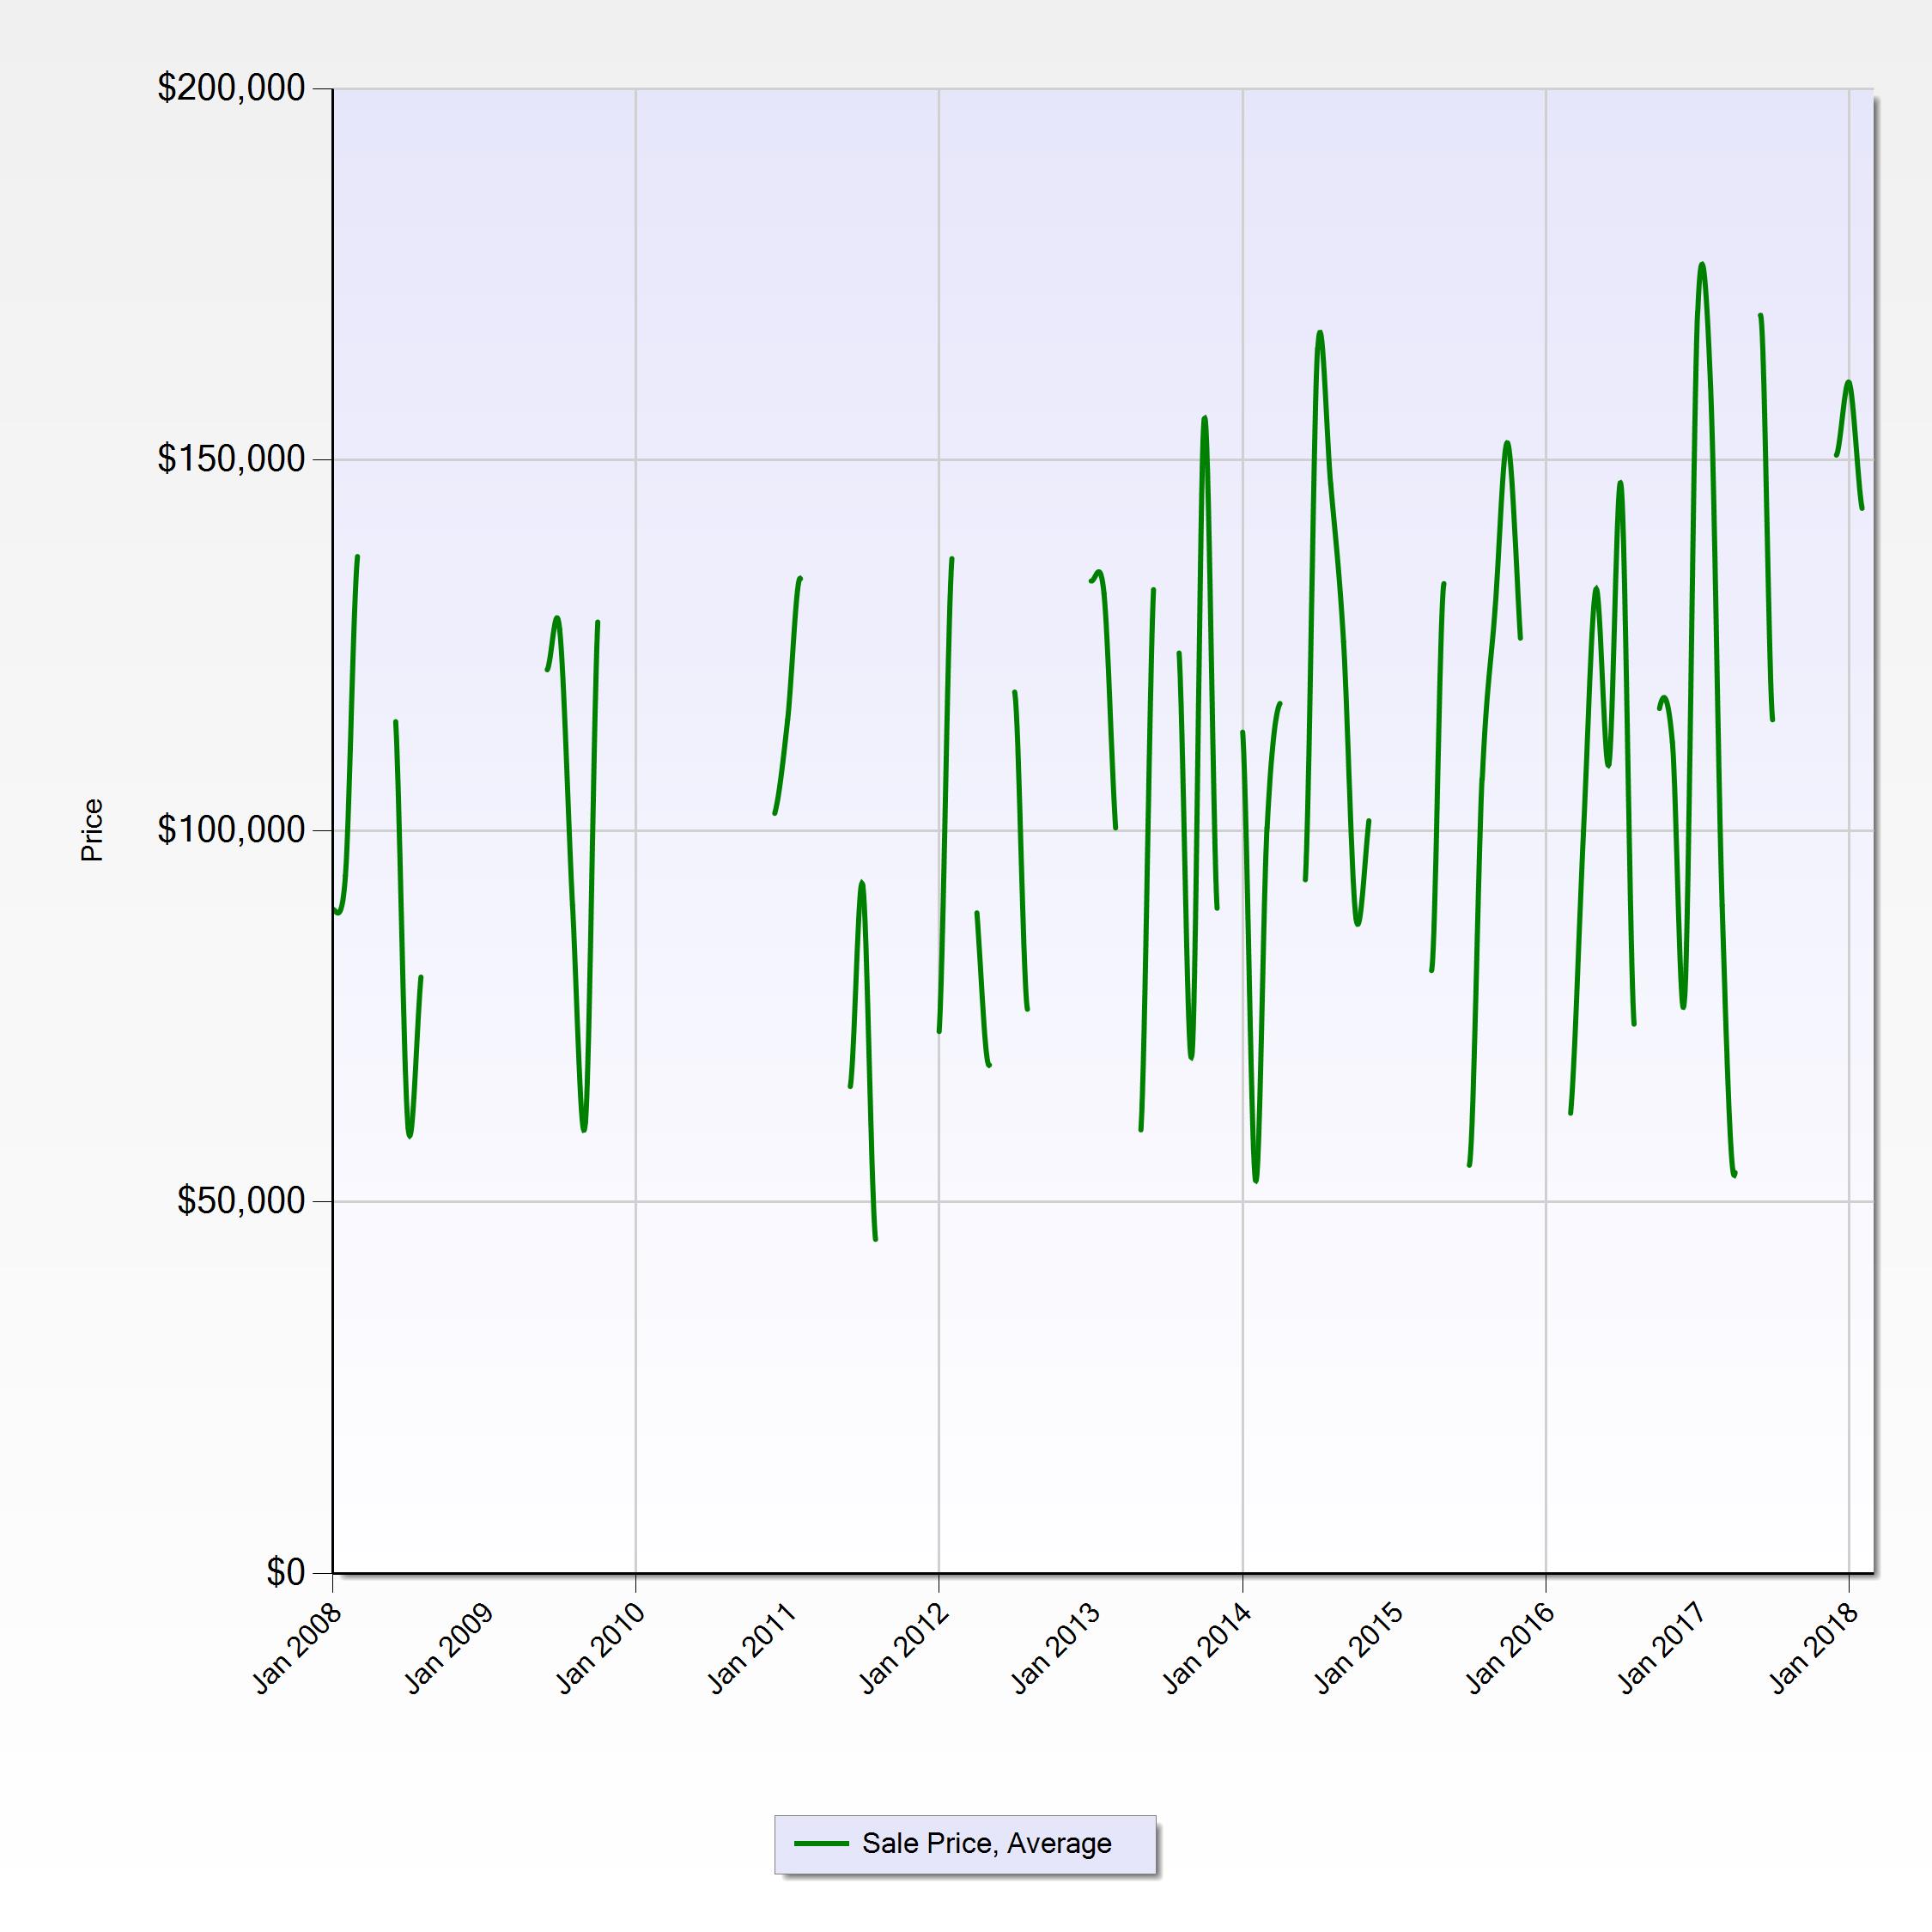 $200,000
$150,000
$100,000
$50,000
$0
Price
Jan 2008
Jan 2009
Jan 2010
Jan 2011
Jan 2012
Jan 2013
Jan 2014
Jan 2015
Jan 2016
Jan 2017
Jan 2018
Sale Price, Average